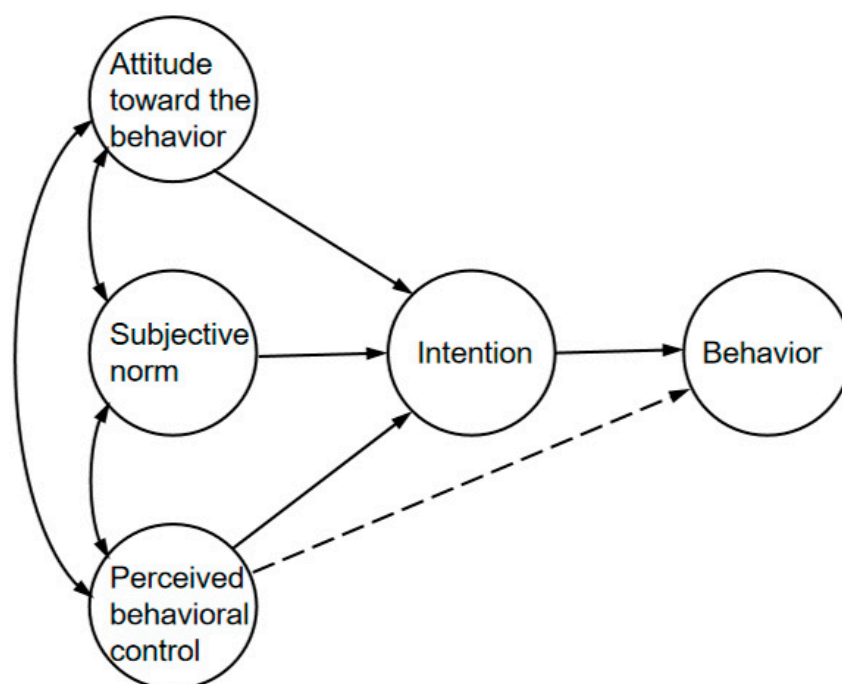 Attitude
toward the
behavior
Subjective
norm
Intention
Behavior
Perceived
behavioral
control